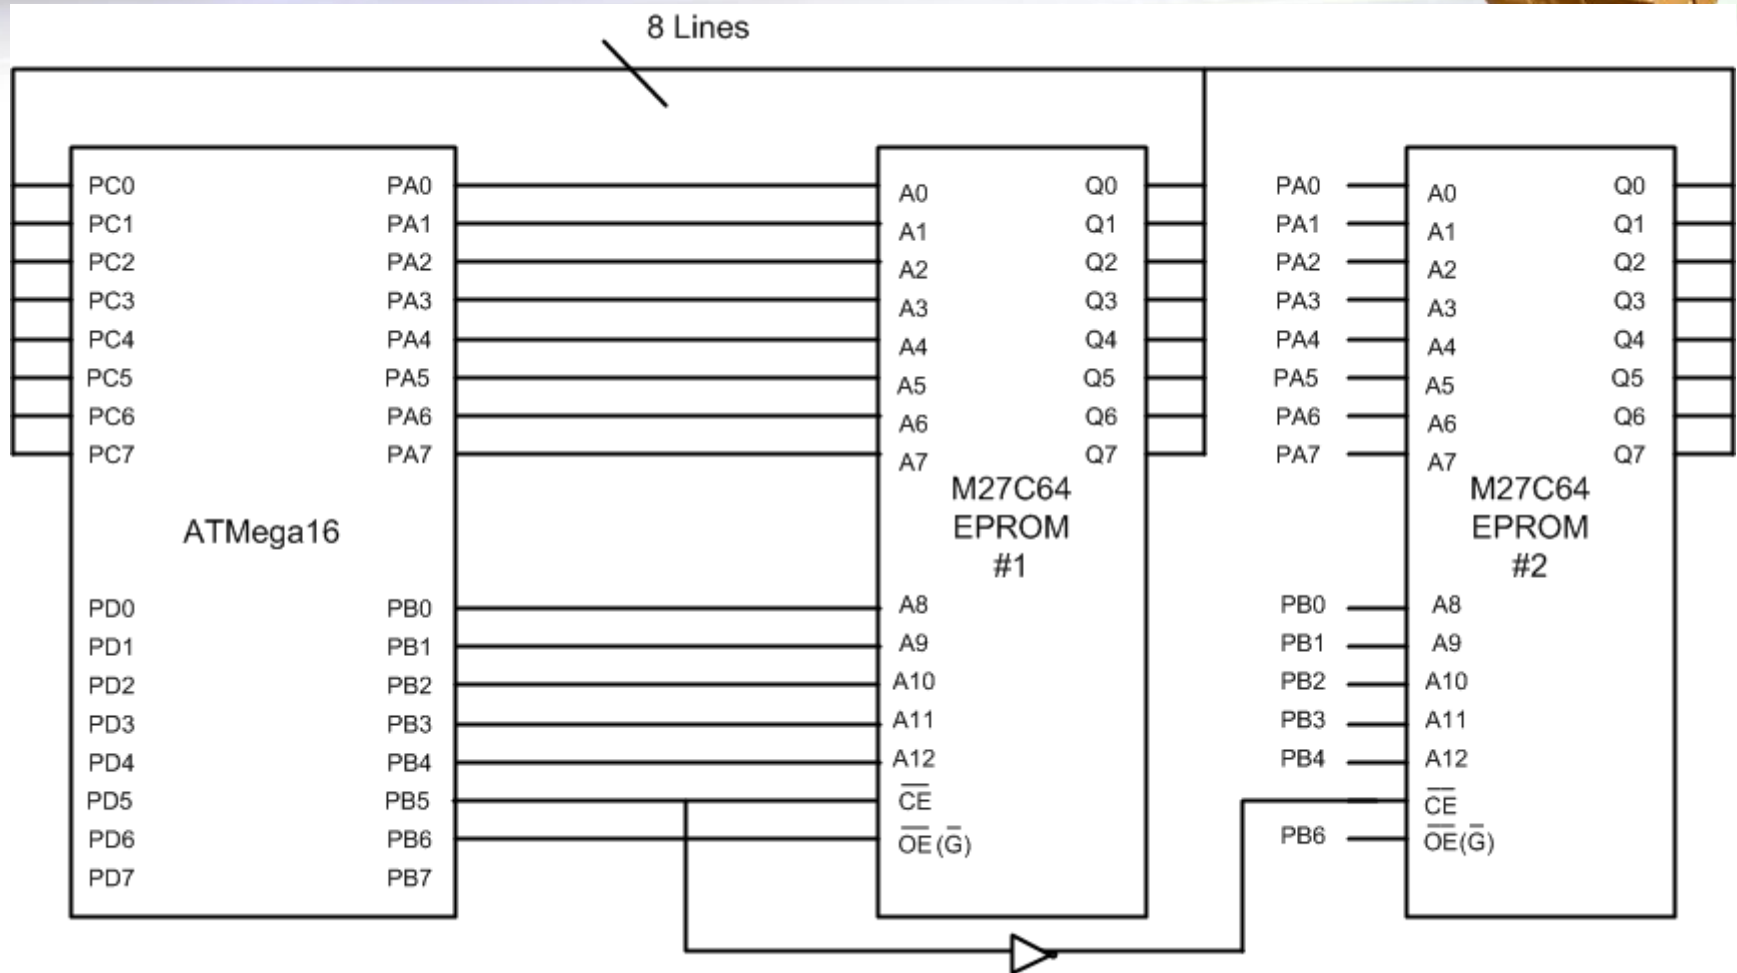 8 Lines
PC0 PA0 A0 Q0 PA0 A0 Q0
PC1 PA1 A1 Q1 PA1 A1 Q1
PC2 PA2 A2 Q2 PA2 A2 Q2
PC3 PA3 A3 Q3 PA3 A3 Q3
PC4 PA4 A4 Q4 PA4 A4 Q4
PC5 PA5 A5 Q5 PA5 A5 Q5
PC6 PA6 A6 Q6 PA6 A6 Q6
PC7 PA7 A7 Q7 PA7 A7 Q7
ATMega16
M27C64
EPROM
#1
M27C64
EPROM
#2
PD0 PB0 A8 PB0 A8
PD1 PB1 A9 PB1 A9
PD2 PB2 A10 PB2 A10
PD3 PB3 A11 PB3 A11
PD4 PB4 A12 PB4 A12
PD5 PB5 C̅E̅ C̅E̅
PD6 PB6 O̅E̅(G̅) PB6 O̅E̅(G̅)
PD7 PB7